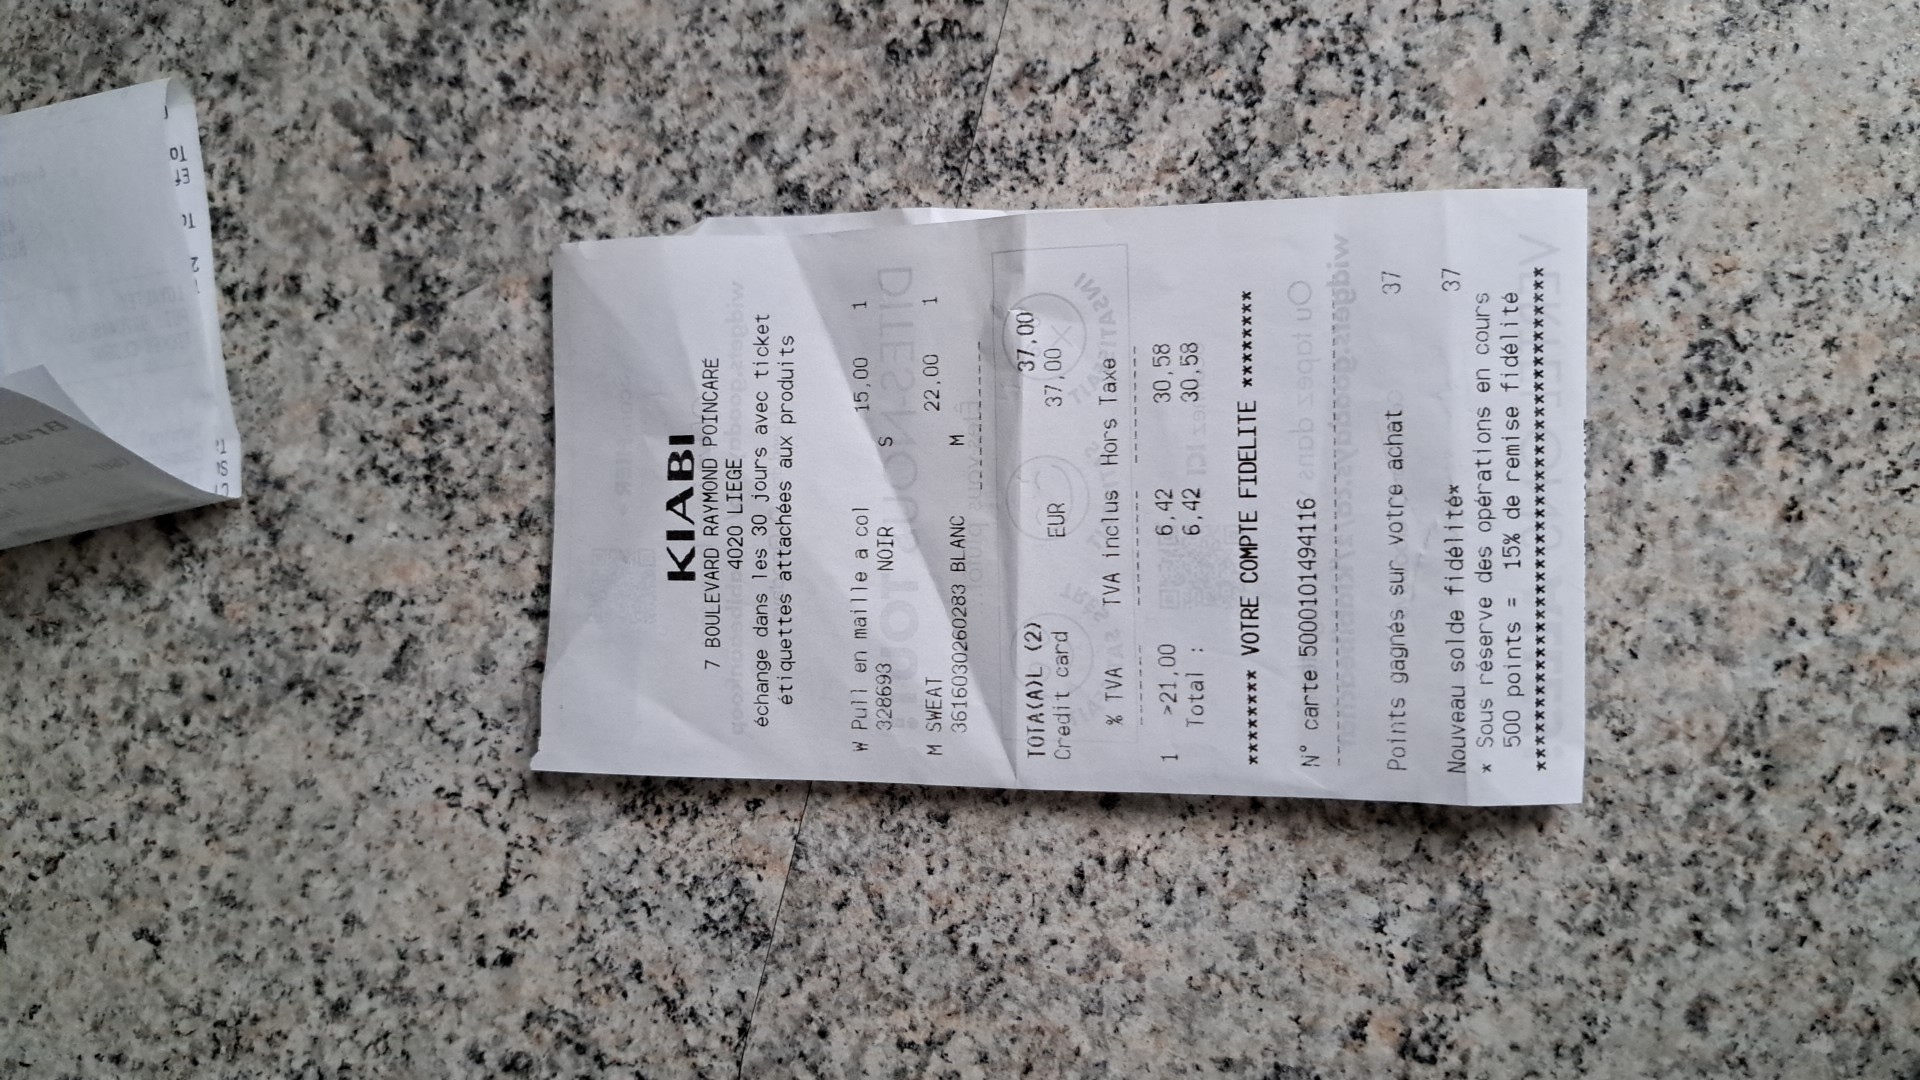 KIABI
7 BOULEVARD RAYMOND POINCARÉ
4020 LIEGE
échange dans les 30 jours avec ticket
étiquettes attachées aux produits
W Pull en maille a col 15,00 1
328693 NOIR S
M SWEAT 22,00 1
3616030260283 BLANC M
TOTA(A)L (2) 37,00
Credit card EUR 37,00
% TVA TVA inclus Hors Taxe
1 >21,00 6,42 30,58
Total : 6,42 30,58
******** VOTRE COMPTE FIDELITE ********
N° carte 5000101494116
Points gagnés sur votre achat 37
Nouveau solde fidélité* 37
* Sous réserve des opérations en cours
500 points = 15% de remise fidélité